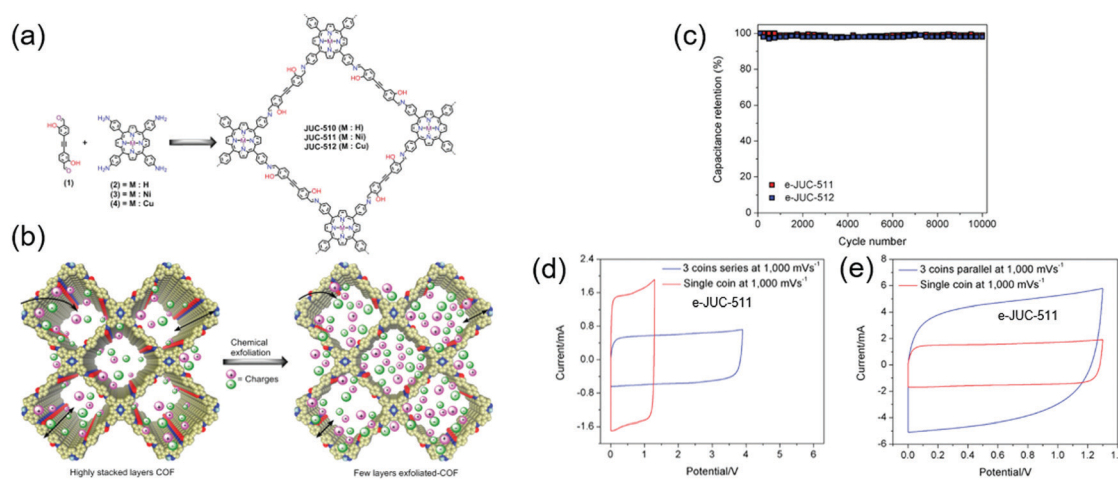 (a)
OH
HO
(1)
+
NH2
H2N
(2) = M : H
(3) = M : Ni
(4) = M : Cu
JUC-510 (M : H)
JUC-511 (M : Ni)
JUC-512 (M : Cu)
(b)
Chemical
exfoliation
= Charges
Highly stacked layers COF
Few layers exfoliated-COF
(c)
Capacitance retention (%)
100
80
60
40
20
0
e-JUC-511
e-JUC-512
0 2000 4000 6000 8000 10000
Cycle number
(d)
3 coins series at 1,000 mVs-1
Single coin at 1,000 mVs-1
e-JUC-511
Current/mA
2.4
1.6
0.8
0.0
-0.8
-1.6
0 1 2 3 4 6
Potential/V
(e)
3 coins parallel at 1,000 mVs-1
Single coin at 1,000 mVs-1
e-JUC-511
Current/mA
8
6
4
2
0
-2
-4
-6
0.0 0.2 0.4 0.6 0.8 1.0 1.2 1.
Potential/V